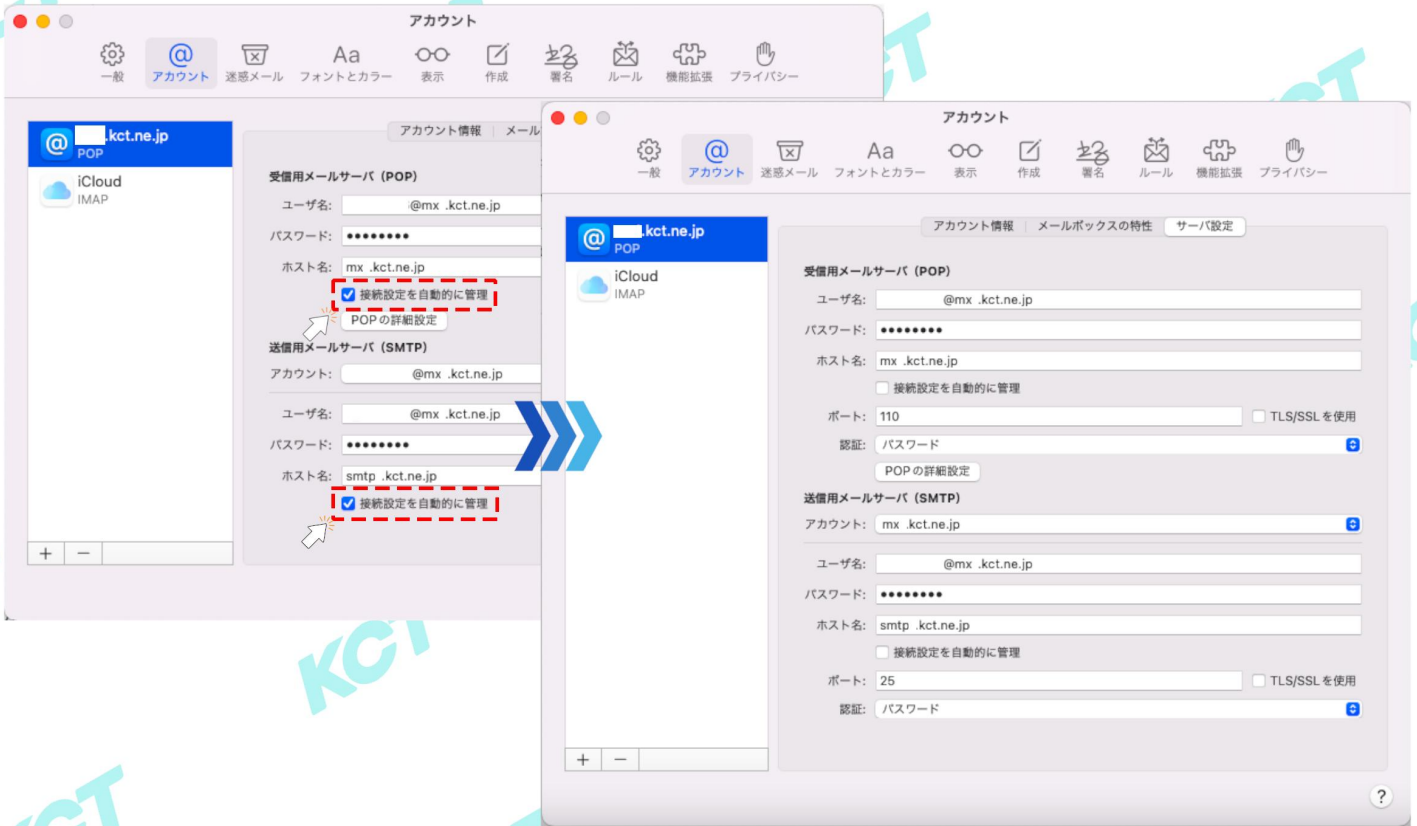 アカウント
一般
アカウント
迷惑メール
フォントとカラー
表示
作成
署名
ルール
機能拡張
プライバシー
.kct.ne.jp
POP
iCloud
IMAP
アカウント情報 メール
受信用メールサーバ（POP）
ユーザ名: @mx .kct.ne.jp
パスワード: ••••••••
ホスト名: mx .kct.ne.jp
接続設定を自動的に管理
POPの詳細設定
送信用メールサーバ（SMTP）
アカウント: @mx .kct.ne.jp
ユーザ名: @mx .kct.ne.jp
パスワード: ••••••••
ホスト名: smtp .kct.ne.jp
接続設定を自動的に管理
アカウント
一般
アカウント
迷惑メール
フォントとカラー
表示
作成
署名
ルール
機能拡張
プライバシー
.kct.ne.jp
POP
iCloud
IMAP
アカウント情報 メールボックスの特性 サーバ設定
受信用メールサーバ（POP）
ユーザ名: @mx .kct.ne.jp
パスワード: ••••••••
ホスト名: mx .kct.ne.jp
接続設定を自動的に管理
ポート: 110 TLS/SSLを使用
認証: パスワード
POPの詳細設定
送信用メールサーバ（SMTP）
アカウント: mx .kct.ne.jp
ユーザ名: @mx .kct.ne.jp
パスワード: ••••••••
ホスト名: smtp .kct.ne.jp
接続設定を自動的に管理
ポート: 25 TLS/SSLを使用
認証: パスワード
?
KCT
KCT